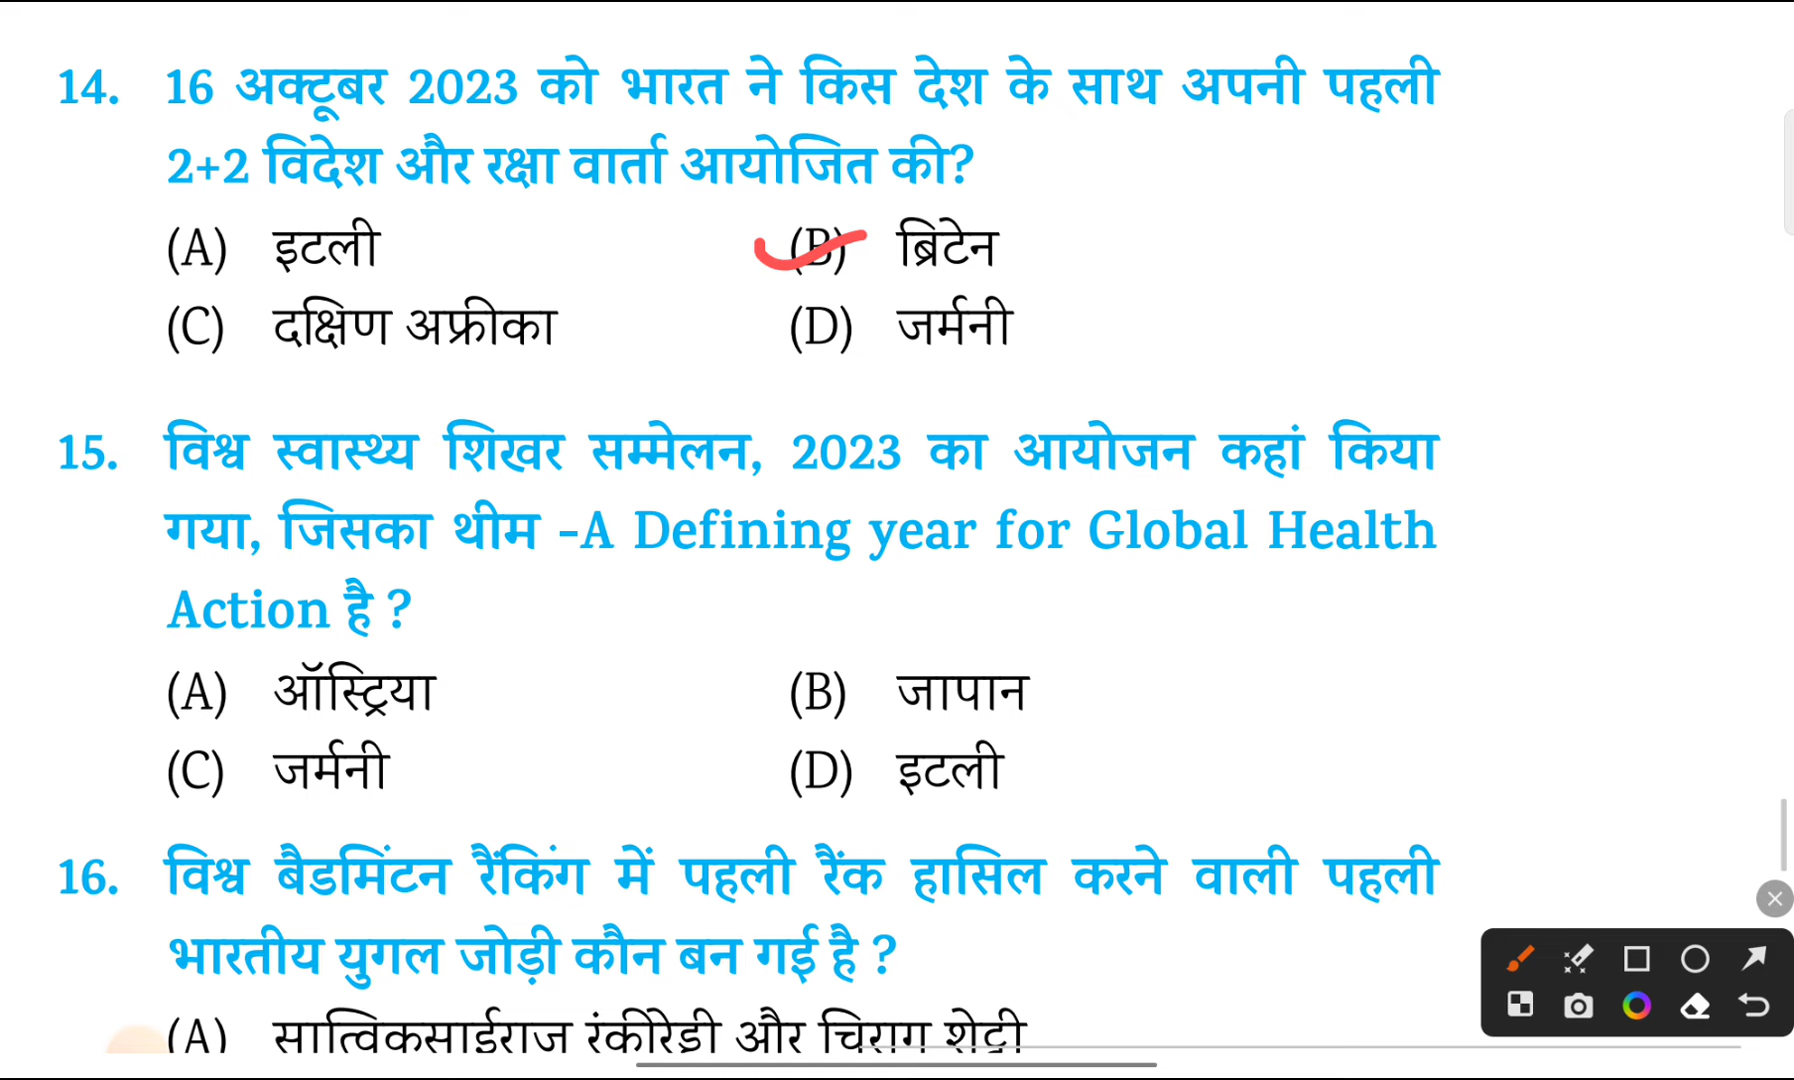 14. 16 अक्टूबर 2023 को भारत ने किस देश के साथ अपनी पहली
2+2 विदेश और रक्षा वार्ता आयोजित की?
(A) इटली (B) ब्रिटेन
(C) दक्षिण अफ्रीका (D) जर्मनी
15. विश्व स्वास्थ्य शिखर सम्मेलन, 2023 का आयोजन कहां किया
गया, जिसका थीम -A Defining year for Global Health
Action है ?
(A) ऑस्ट्रिया (B) जापान
(C) जर्मनी (D) इटली
16. विश्व बैडमिंटन रैंकिंग में पहली रैंक हासिल करने वाली पहली
भारतीय युगल जोड़ी कौन बन गई है ?
(A) सात्विकसाईराज रंकीरेड्डी और चिराग शेट्टी